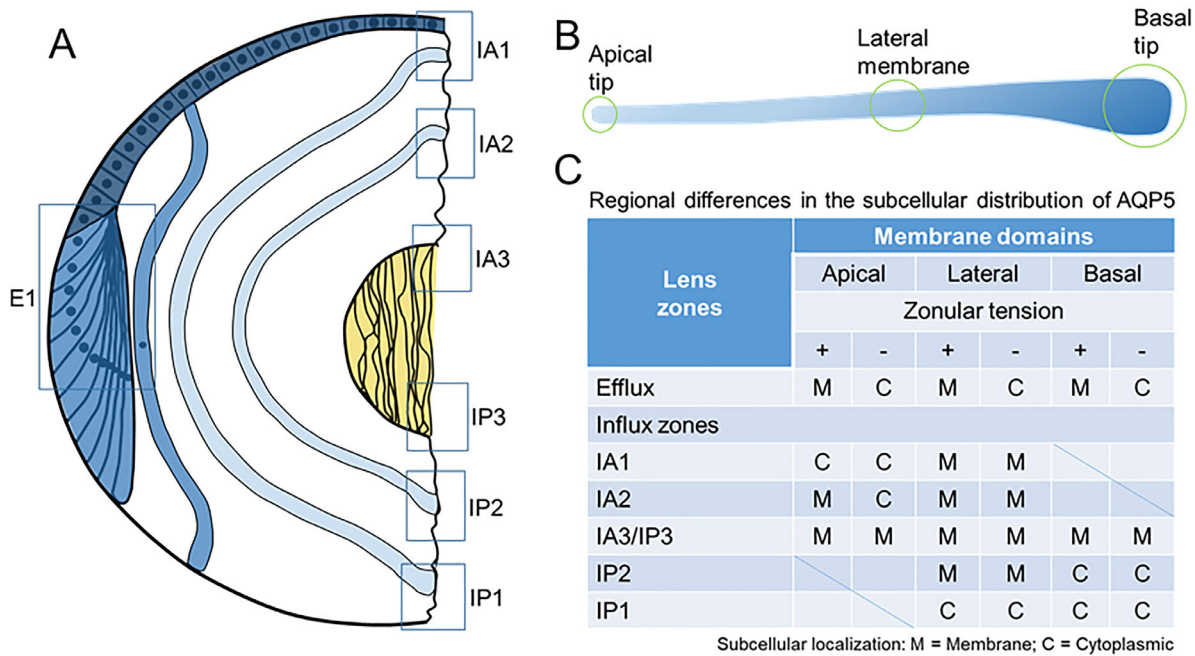 A
IA1
IA2
IA3
E1
IP3
IP2
IP1
B
Apical
tip
Lateral
membrane
Basal
tip
C
Regional differences in the subcellular distribution of AQP5
Lens
zones
Membrane domains
Apical Lateral Basal
Zonular tension
+ - + - + -
Efflux M C M C M C
Influx zones
IA1 C C M M
IA2 M C M M
IA3/IP3 M M M M M M
IP2 M M C C
IP1 C C C C
Subcellular localization: M = Membrane; C = Cytoplasmic